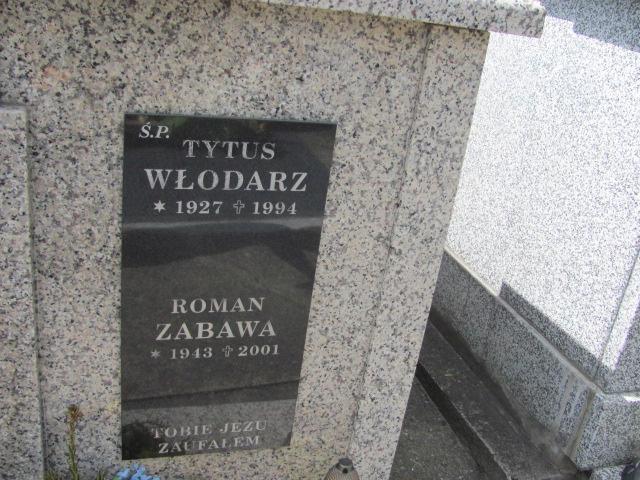 Ś.P.
TYTUS
WŁODARZ
* 1927 ✝ 1994
ROMAN
ZABAWA
* 1943 ✝ 2001
TOBIE JEZU
ZAUFAŁEM